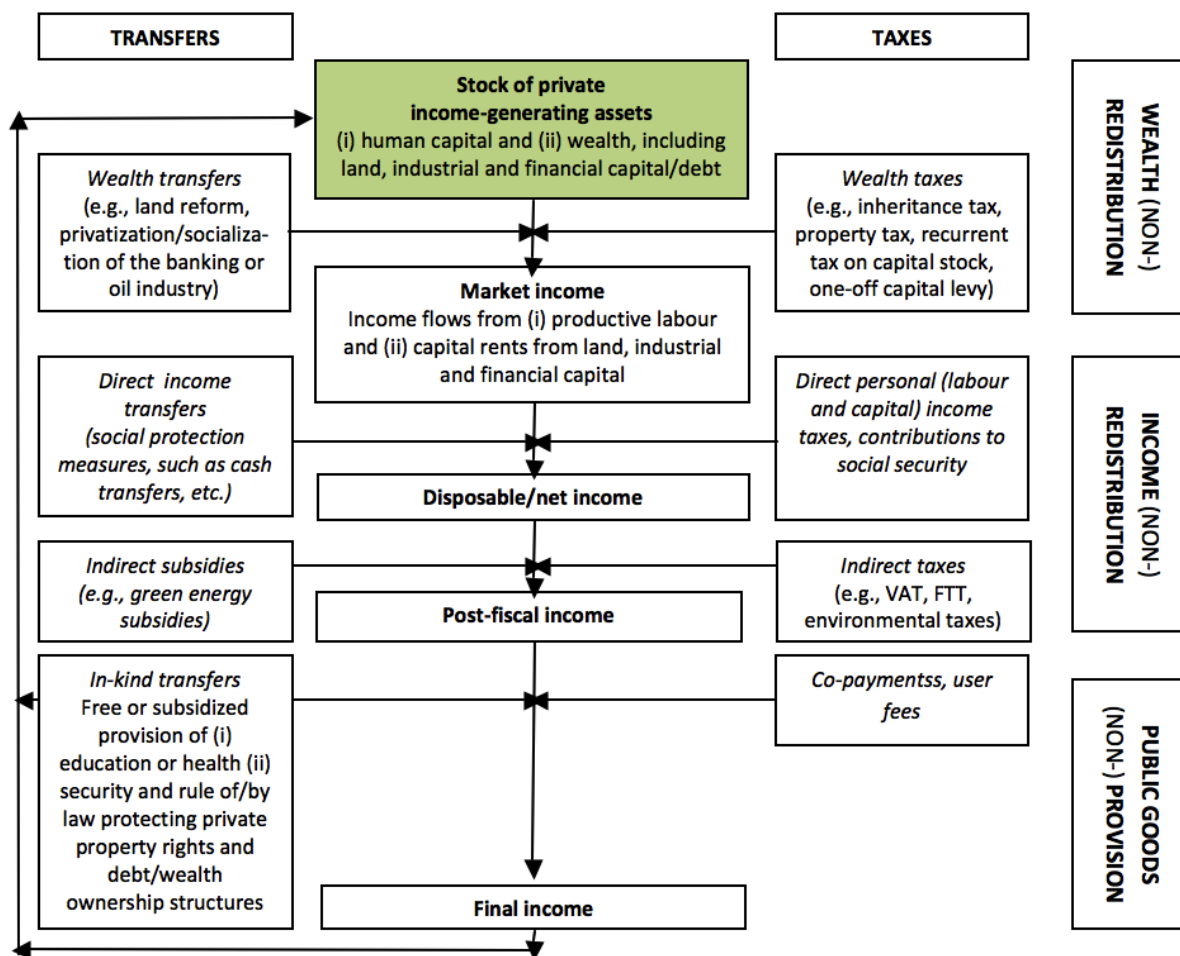 TRANSFERS
TAXES
Stock of private
income-generating assets
(i) human capital and (ii) wealth, including
land, industrial and financial capital/debt
WEALTH (NON-)
REDISTRIBUTION
Wealth transfers
(e.g., land reform,
privatization/socializa-
tion of the banking or
oil industry)
Wealth taxes
(e.g., inheritance tax,
property tax, recurrent
tax on capital stock,
one-off capital levy)
Market income
Income flows from (i) productive labour
and (ii) capital rents from land, industrial
and financial capital
Direct income
transfers
(social protection
measures, such as cash
transfers, etc.)
Direct personal (labour
and capital) income
taxes, contributions to
social security
INCOME (NON-)
REDISTRIBUTION
Disposable/net income
Indirect subsidies
(e.g., green energy
subsidies)
Indirect taxes
(e.g., VAT, FTT,
environmental taxes)
Post-fiscal income
In-kind transfers
Free or subsidized
provision of (i)
education or health (ii)
security and rule of/by
law protecting private
property rights and
debt/wealth
ownership structures
Co-paymentss, user
fees
PUBLIC GOODS
(NON-) PROVISION
Final income